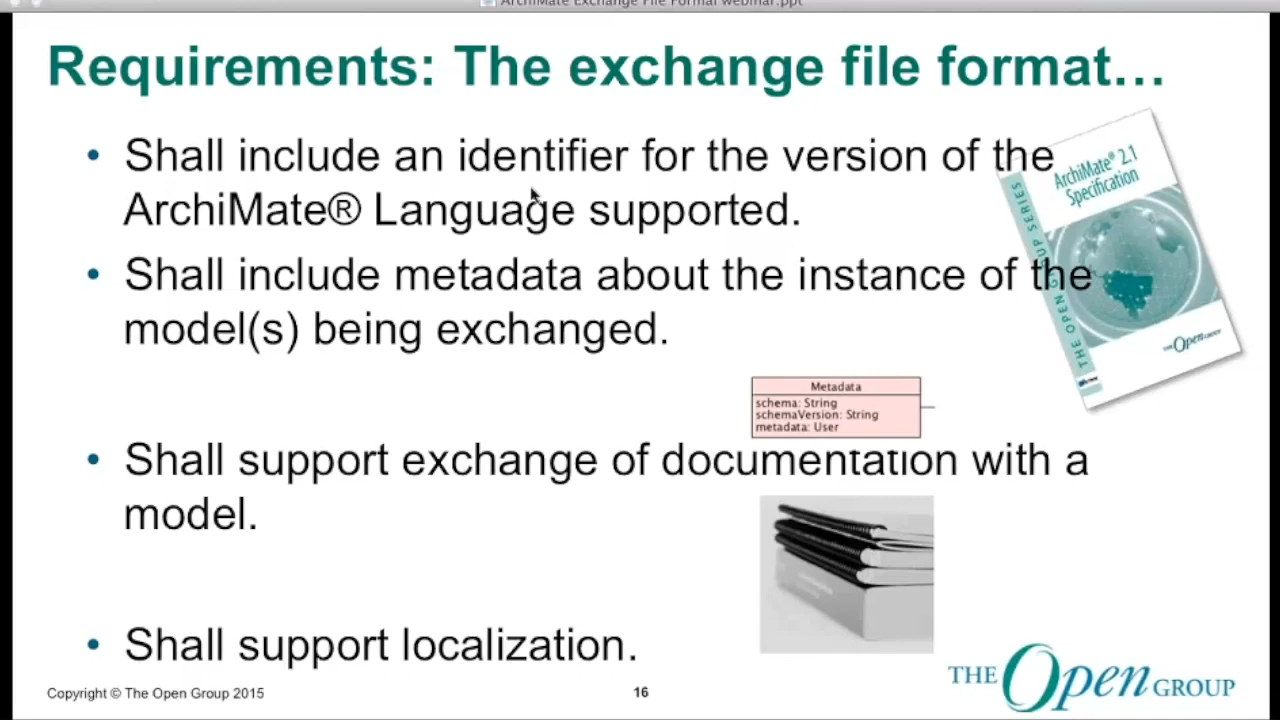 ArchiMate Exchange File Format webinar.ppt
Requirements: The exchange file format…
• Shall include an identifier for the version of the
ArchiMate® Language supported.
• Shall include metadata about the instance of the
model(s) being exchanged.
ArchiMate® 2.1
Specification
THE OPEN GROUP SERIES
THE Open GROUP
Metadata
schema: String
schemaVersion: String
metadata: User
• Shall support exchange of documentation with a
model.
• Shall support localization.
Copyright © The Open Group 2015
16
THE Open GROUP